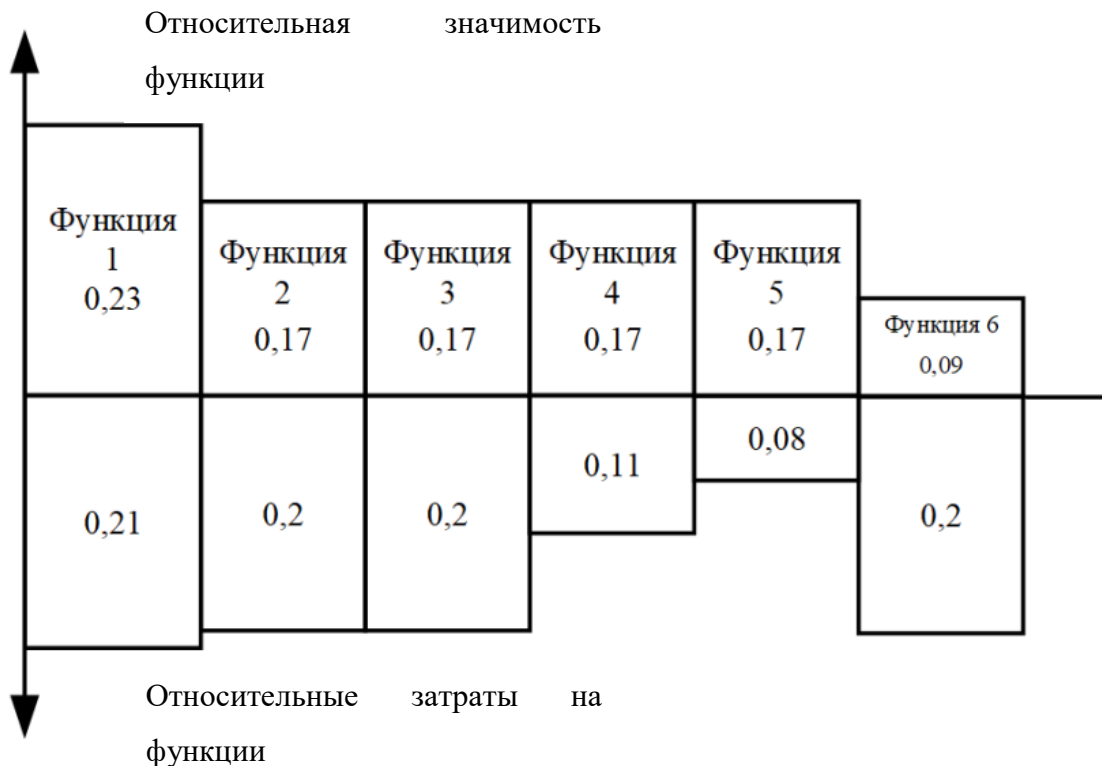 Относительная значимость
функции
Функция
1
0,23
Функция
2
0,17
Функция
3
0,17
Функция
4
0,17
Функция
5
0,17
Функция 6
0,09
0,21
0,2
0,2
0,11
0,08
0,2
Относительные затраты на
функции